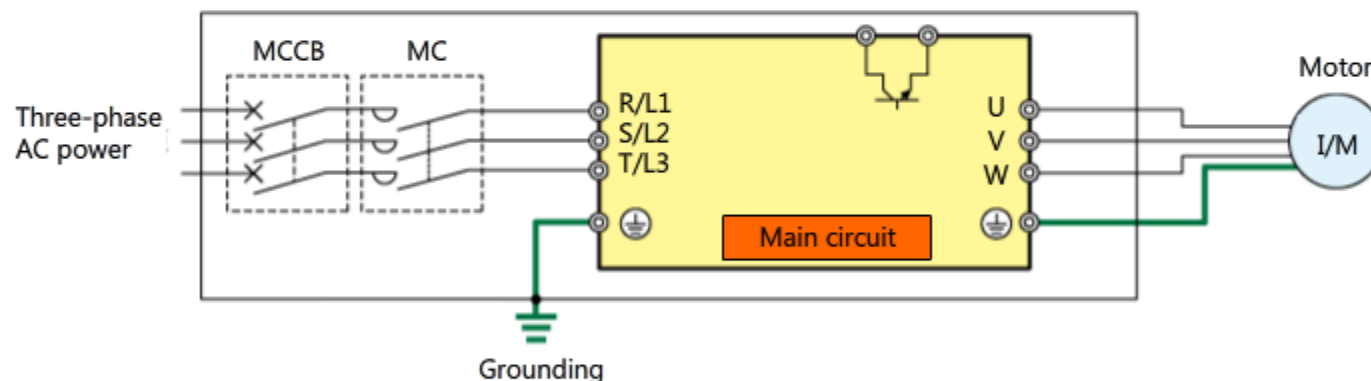 MCCB
MC
Motor
Three-phase
AC power
R/L1
S/L2
T/L3
U
V
W
I/M
Main circuit
Grounding